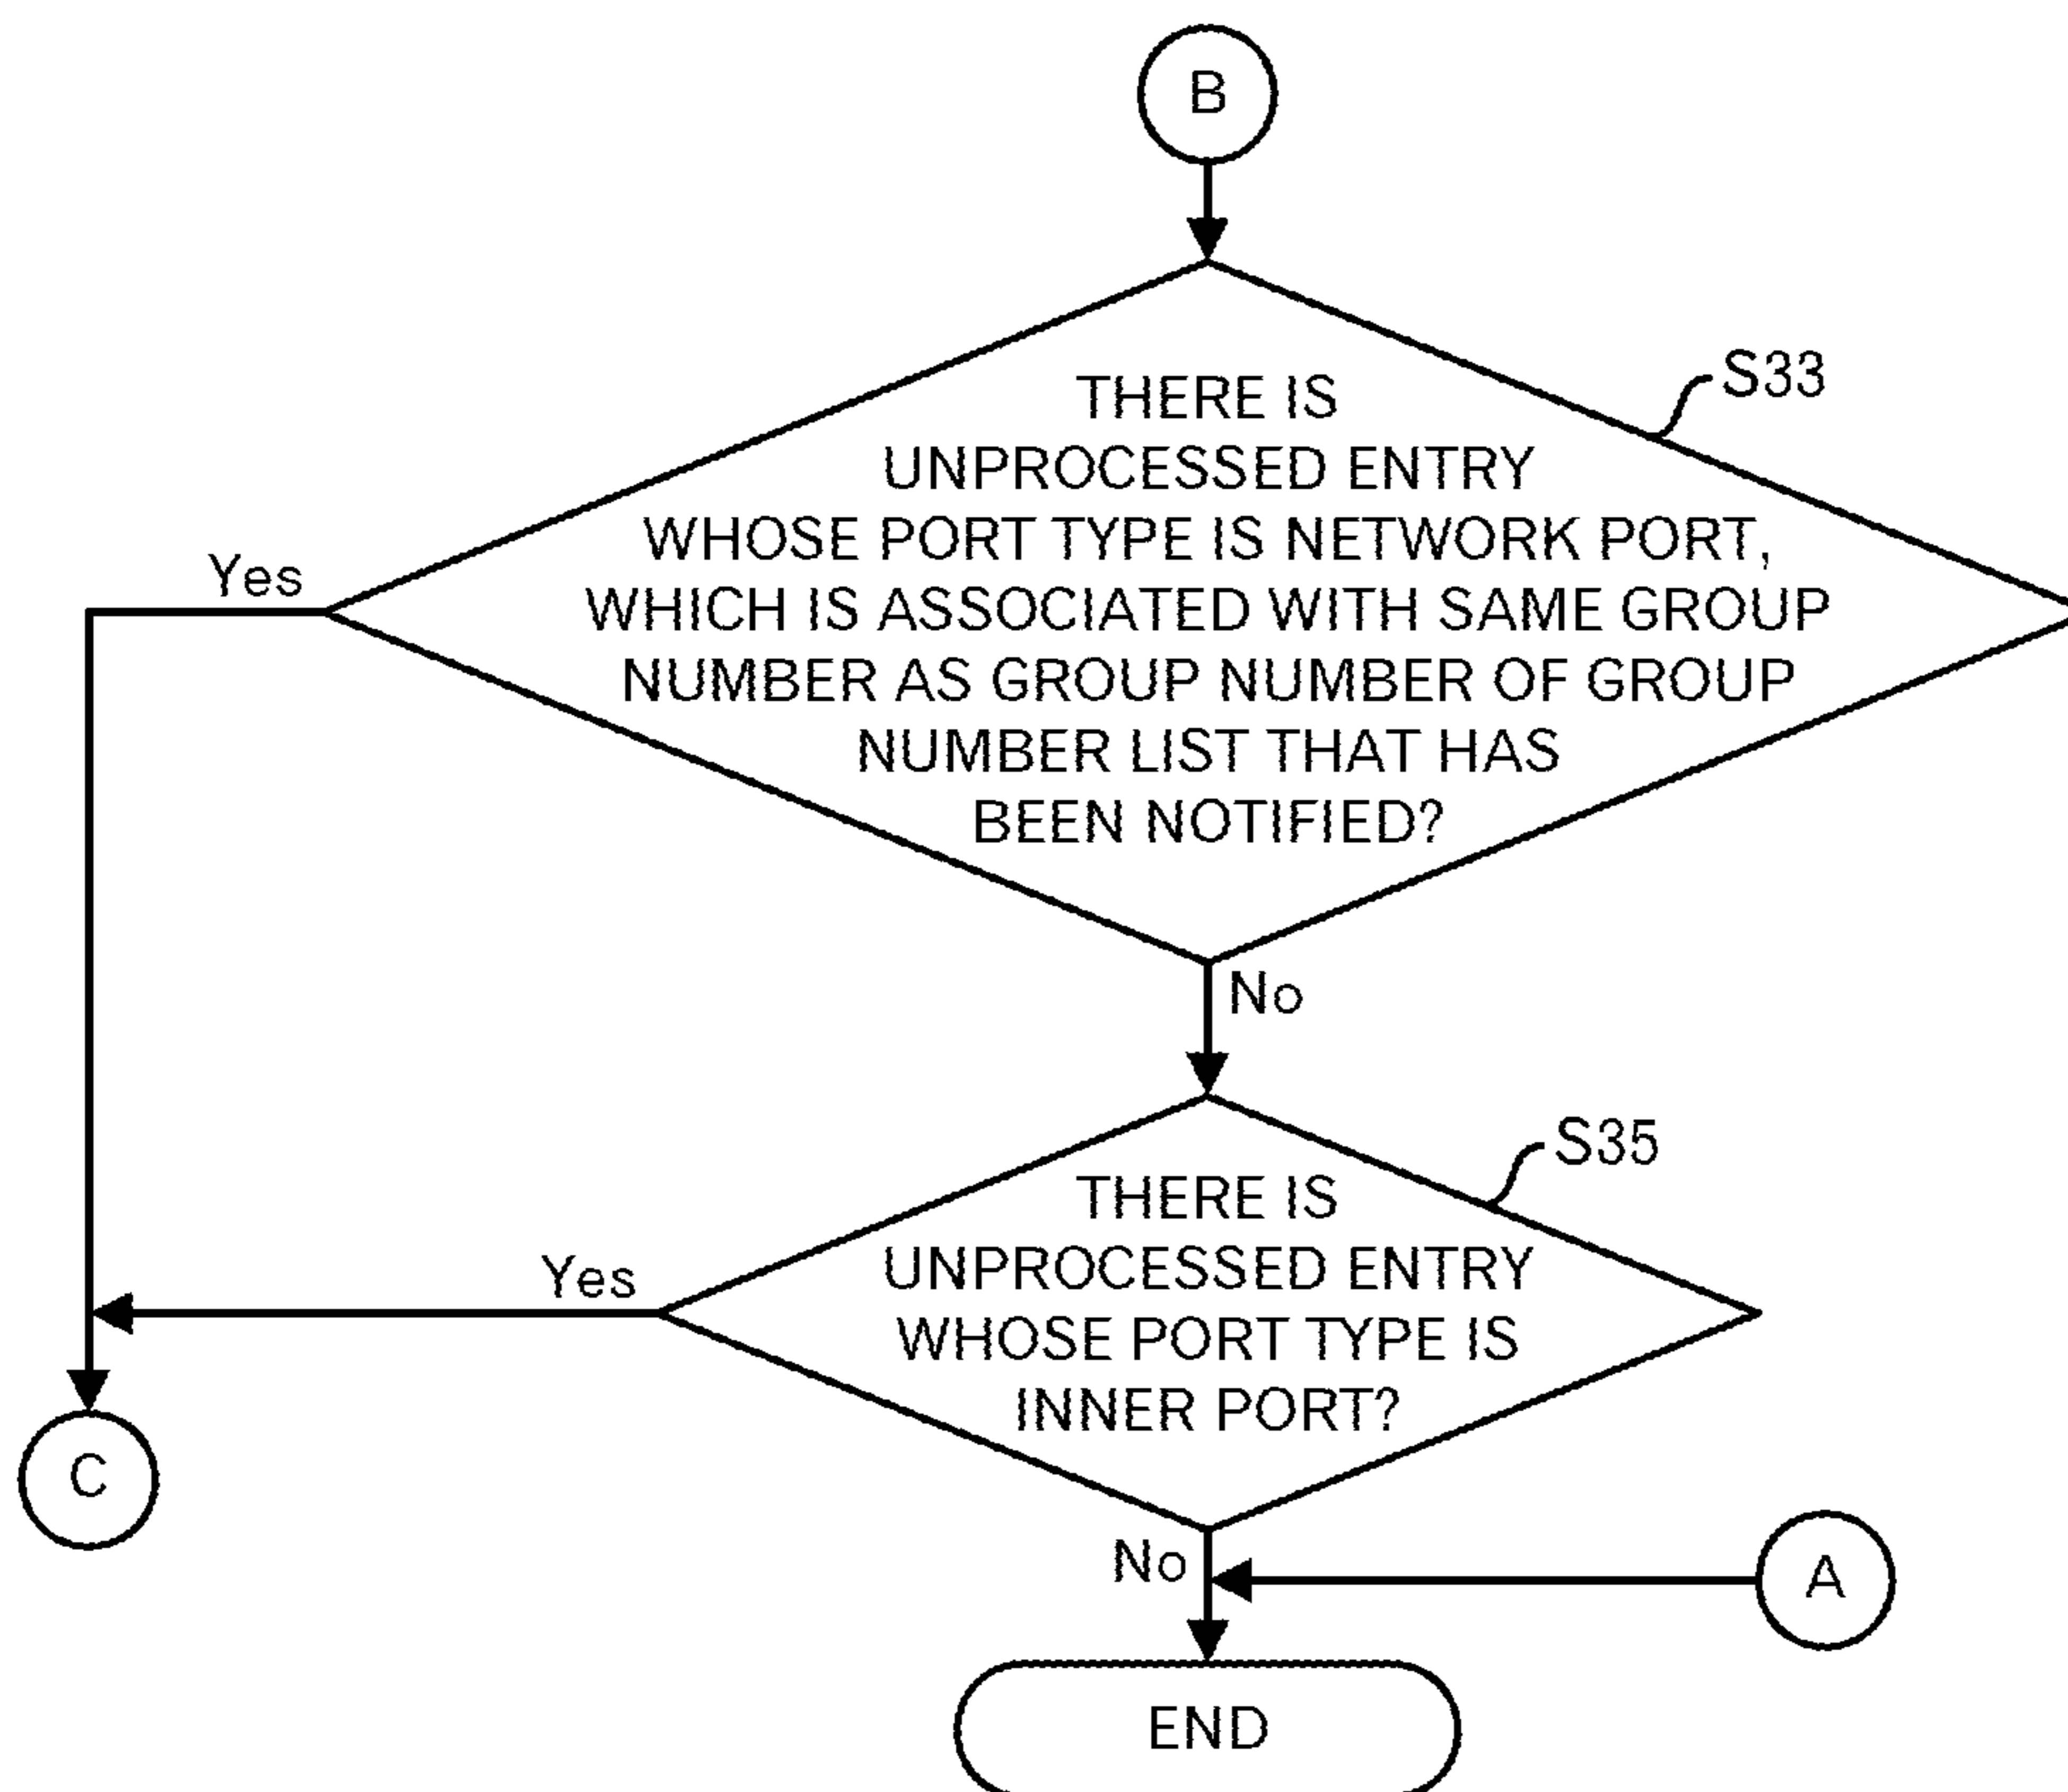 B
S33
THERE IS
UNPROCESSED ENTRY
WHOSE PORT TYPE IS NETWORK PORT,
WHICH IS ASSOCIATED WITH SAME GROUP
NUMBER AS GROUP NUMBER OF GROUP
NUMBER LIST THAT HAS
BEEN NOTIFIED?
Yes
No
S35
THERE IS
UNPROCESSED ENTRY
WHOSE PORT TYPE IS
INNER PORT?
Yes
C
No
A
END